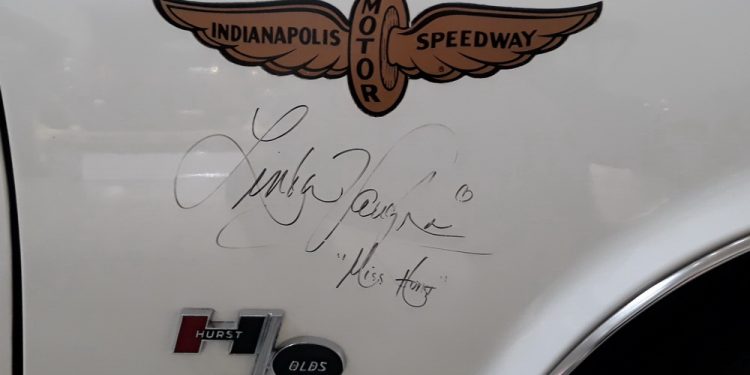 INDIANAPOLIS MOTOR SPEEDWAY
Linda Vaughn
"Miss Hurst"
HURST
OLDS